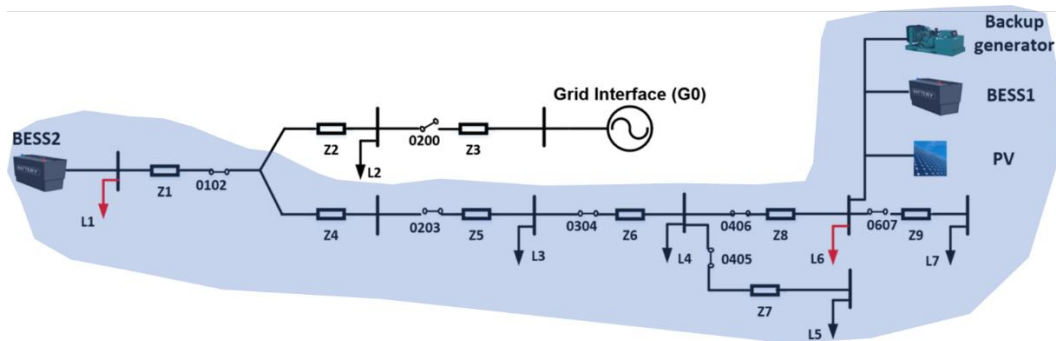 Backup
generator
BESS1
PV
Grid Interface (G0)
BESS2
Z2
0200
Z3
L2
Z1
0102
L1
Z4
0203
Z5
L3
0304
Z6
L4
0406
Z8
L6
0607
Z9
L7
0405
Z7
L5